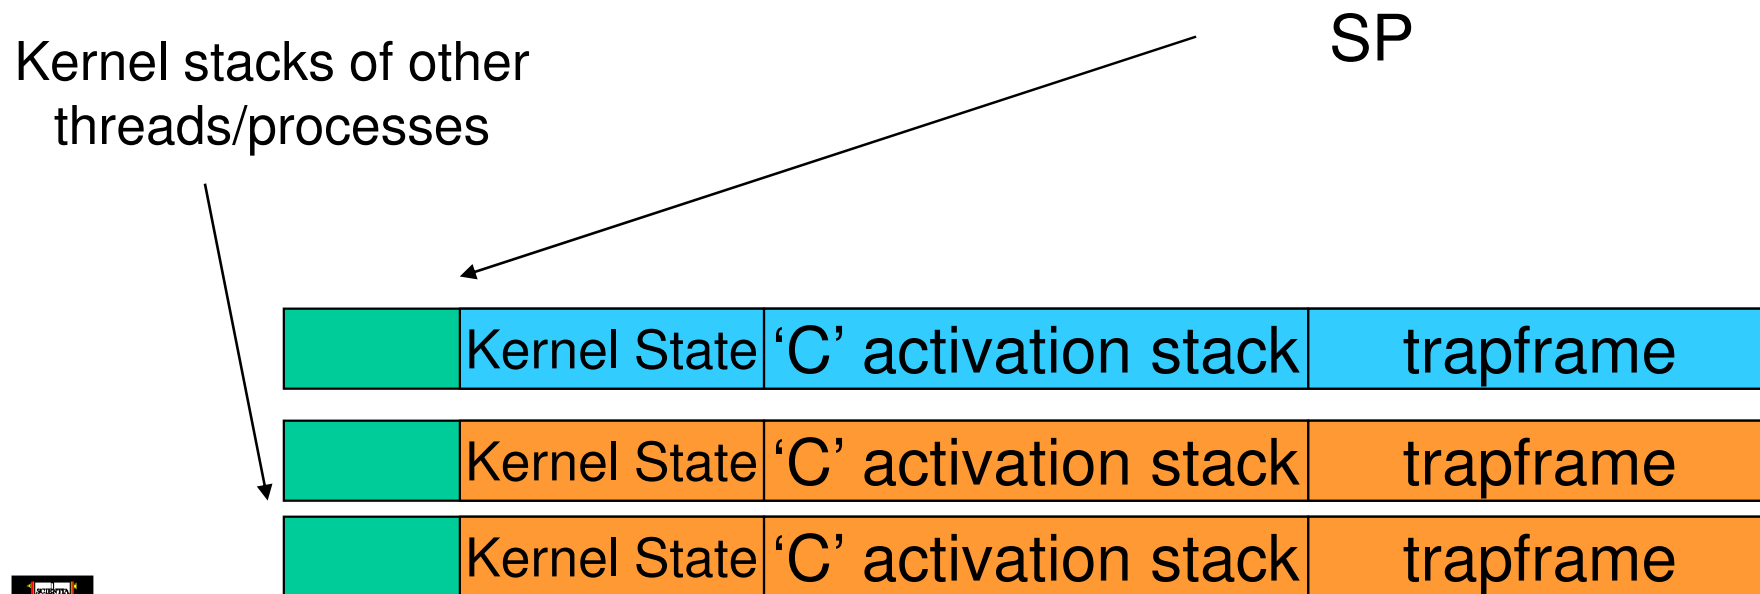 SP
Kernel stacks of other
threads/processes
Kernel State ‘C’ activation stack trapframe
Kernel State ‘C’ activation stack trapframe
Kernel State ‘C’ activation stack trapframe